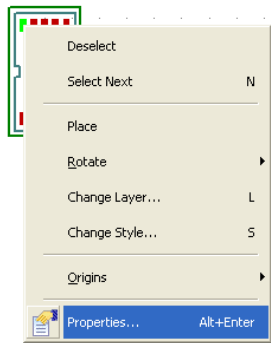 Deselect
Select Next N
Place
Rotate
Change Layer... L
Change Style... S
Origins
Properties... Alt+Enter